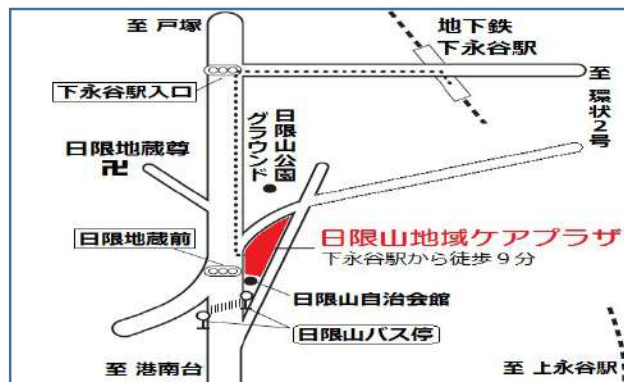 至 戸塚
地下鉄
下永谷駅
下永谷駅入口
至 環状2号
日限山公園
グラウンド
日限地蔵尊
卍
日限地蔵前
日限山地域ケアプラザ
下永谷駅から徒歩9分
日限山自治会館
日限山バス停
至 港南台
至 上永谷駅